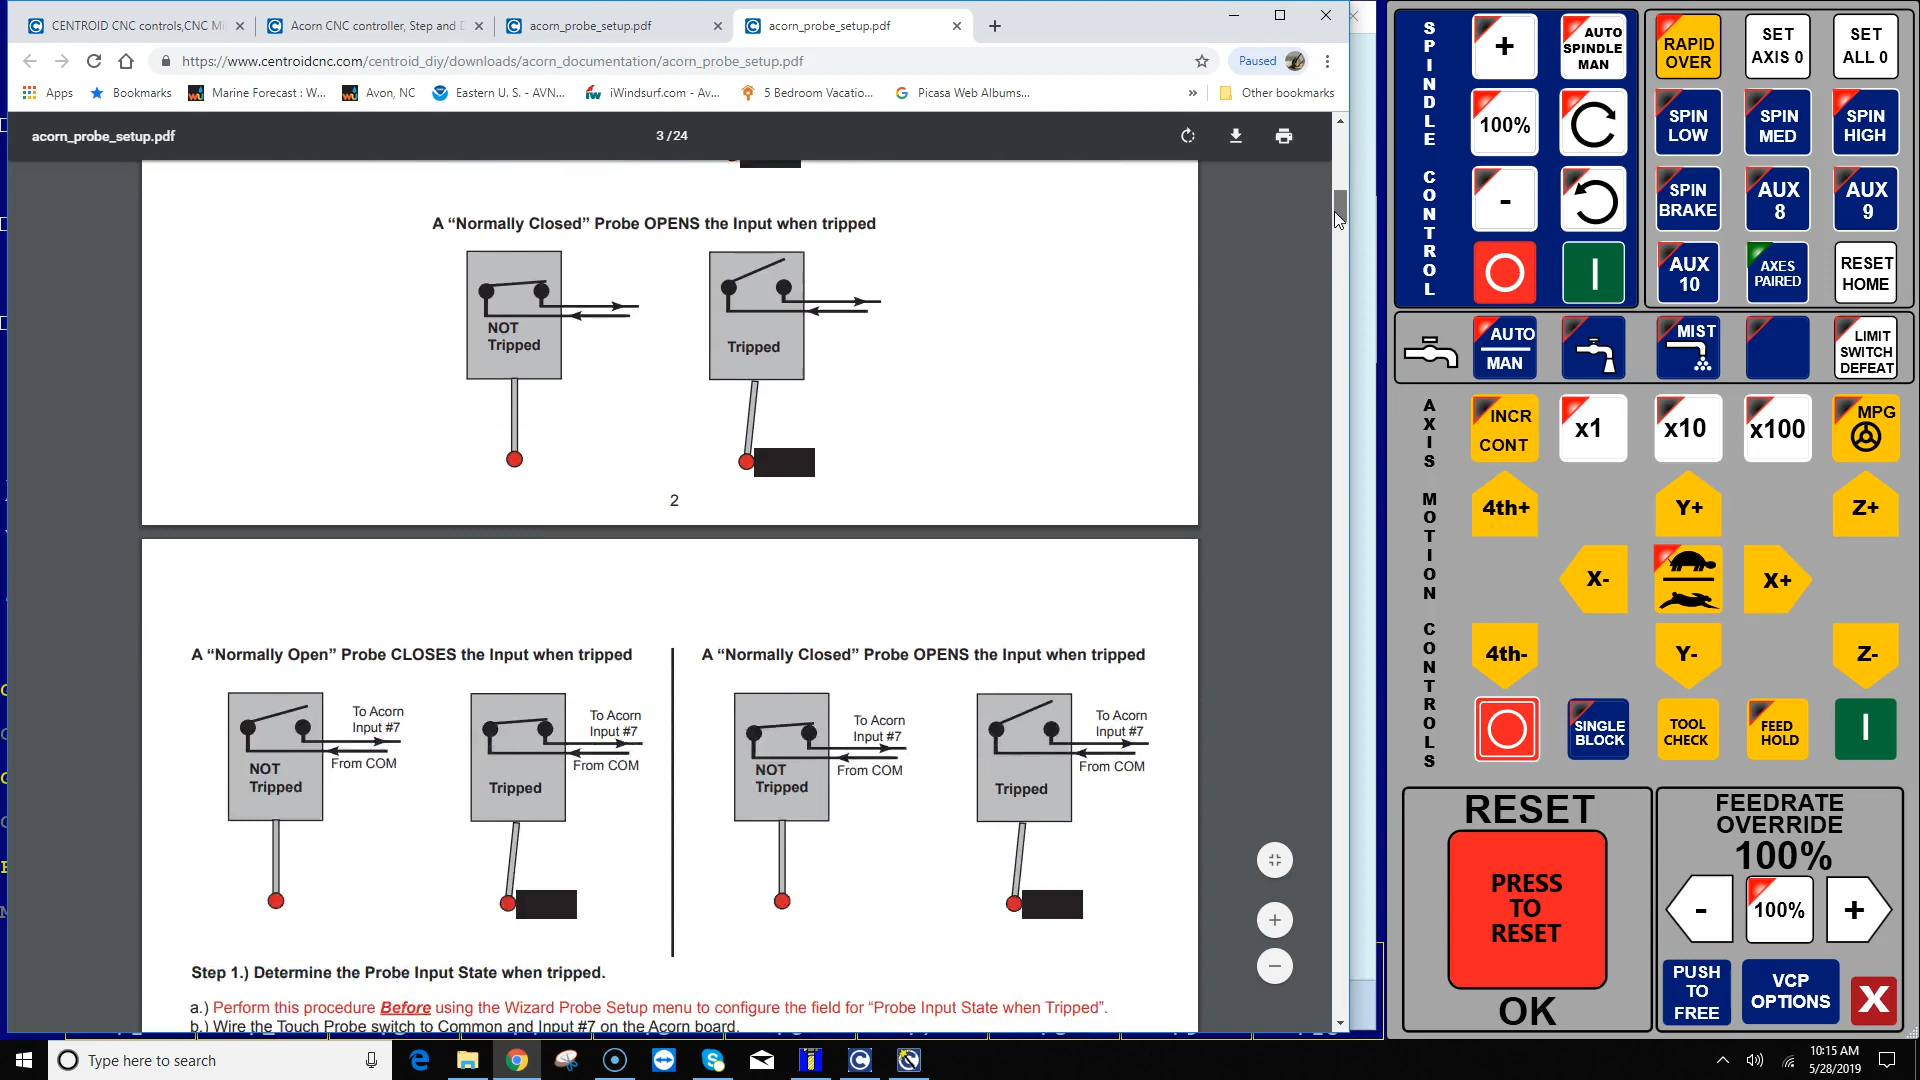 CENTROID CNC controls,CNC Mi
Acorn CNC controller, Step and D
acorn_probe_setup.pdf
acorn_probe_setup.pdf
https://www.centroidcnc.com/centroid_diy/downloads/acorn_documentation/acorn_probe_setup.pdf
Paused
Apps
Bookmarks
Marine Forecast : W...
Avon, NC
Eastern U. S. - AVN...
iWindsurf.com - Av...
5 Bedroom Vacatio...
Picasa Web Albums...
»
Other bookmarks
acorn_probe_setup.pdf
3 / 24
A “Normally Closed” Probe OPENS the Input when tripped
NOT
Tripped
Tripped
2
A “Normally Open” Probe CLOSES the Input when tripped
NOT
Tripped
To Acorn
Input #7
From COM
Tripped
To Acorn
Input #7
From COM
A “Normally Closed” Probe OPENS the Input when tripped
NOT
Tripped
To Acorn
Input #7
From COM
Tripped
To Acorn
Input #7
From COM
Step 1.) Determine the Probe Input State when tripped.
a.) Perform this procedure Before using the Wizard Probe Setup menu to configure the field for “Probe Input State when Tripped”.
b.) Wire the Touch Probe switch to Common and Input #7 on the Acorn board.
SPINDLE CONTROL
+
AUTO
SPINDLE
MAN
100%
-
RAPID
OVER
SET
AXIS 0
SET
ALL 0
SPIN
LOW
SPIN
MED
SPIN
HIGH
SPIN
BRAKE
AUX
8
AUX
9
AUX
10
AXES
PAIRED
RESET
HOME
AUTO
MAN
MIST
LIMIT
SWITCH
DEFEAT
AXIS MOTION CONTROLS
INCR
CONT
x1
x10
x100
MPG
4th+
Y+
Z+
X-
X+
4th-
Y-
Z-
SINGLE
BLOCK
TOOL
CHECK
FEED
HOLD
RESET
PRESS
TO
RESET
OK
FEEDRATE
OVERRIDE
100%
-
100%
+
PUSH
TO
FREE
VCP
OPTIONS
X
Type here to search
10:15 AM
5/28/2019